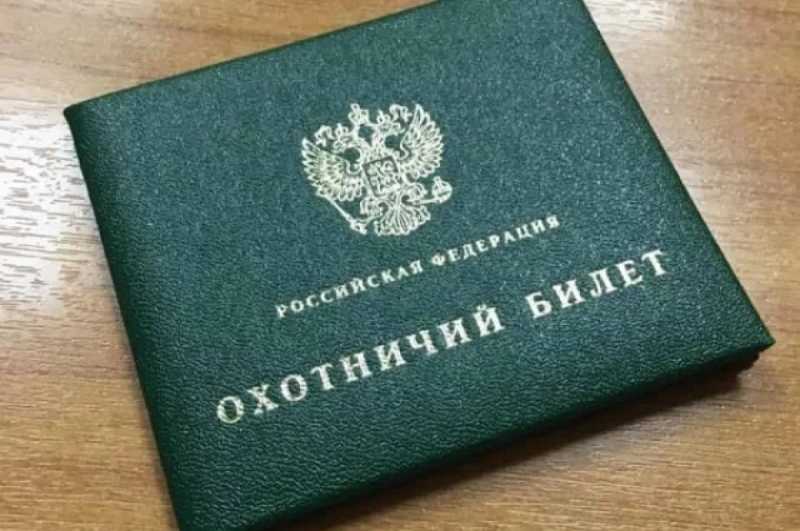 РОССИЙСКАЯ ФЕДЕРАЦИЯ
ОХОТНИЧИЙ БИЛЕТ